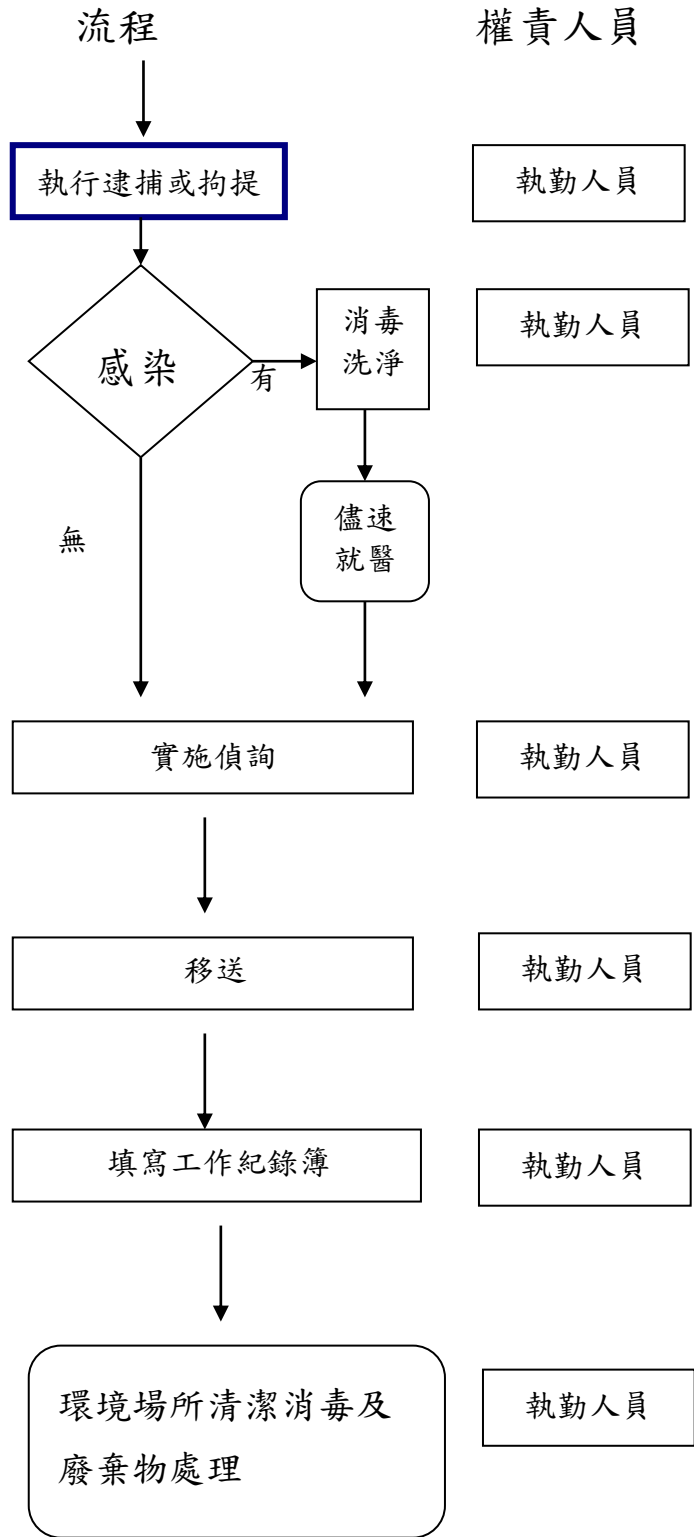 流程
權責人員
執行逮捕或拘提
執勤人員
感染
有
消毒
洗淨
執勤人員
無
儘速
就醫
實施偵詢
執勤人員
移送
執勤人員
填寫工作紀錄簿
執勤人員
環境場所清潔消毒及
廢棄物處理
執勤人員